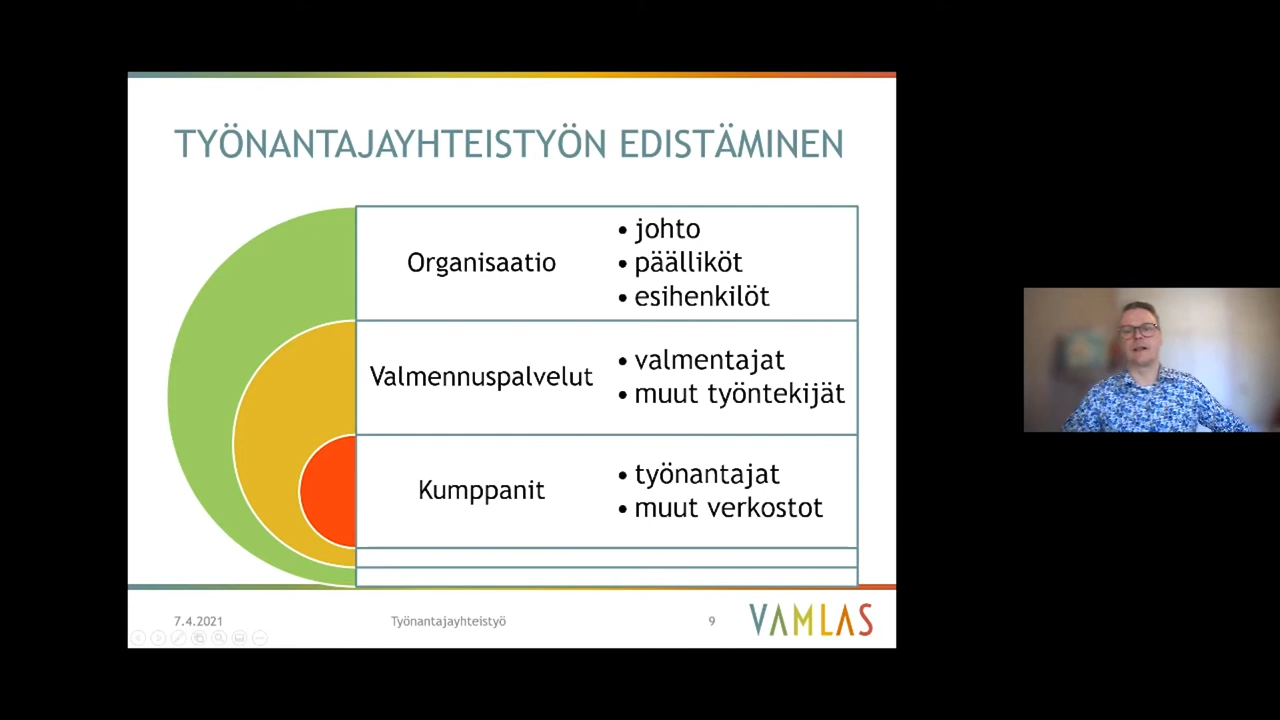 TYÖNANTAJAYHTEISTYÖN EDISTÄMINEN
Organisaatio
• johto
• päälliköt
• esihenkilöt
Valmennuspalvelut
• valmentajat
• muut työntekijät
Kumppanit
• työnantajat
• muut verkostot
7.4.2021
Työnantajayhteistyö
9
VAMLAS